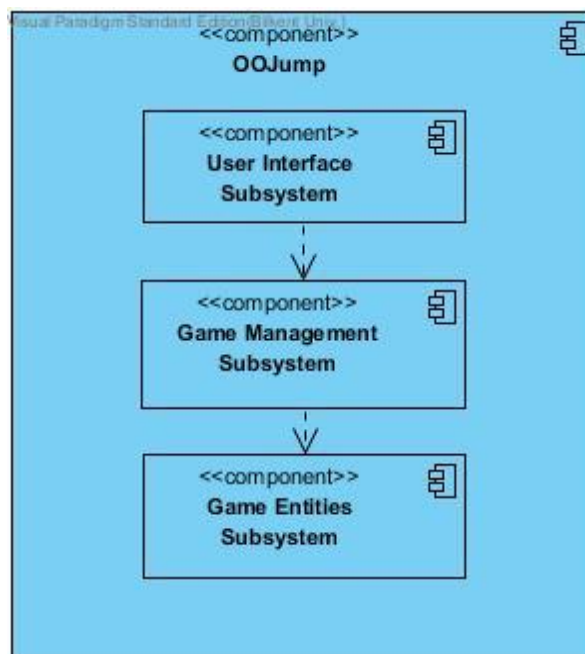 Visual Paradigm Standard Edition(Bilkent Univ.)
<<component>>
OOJump
<<component>>
User Interface
Subsystem
<<component>>
Game Management
Subsystem
<<component>>
Game Entities
Subsystem